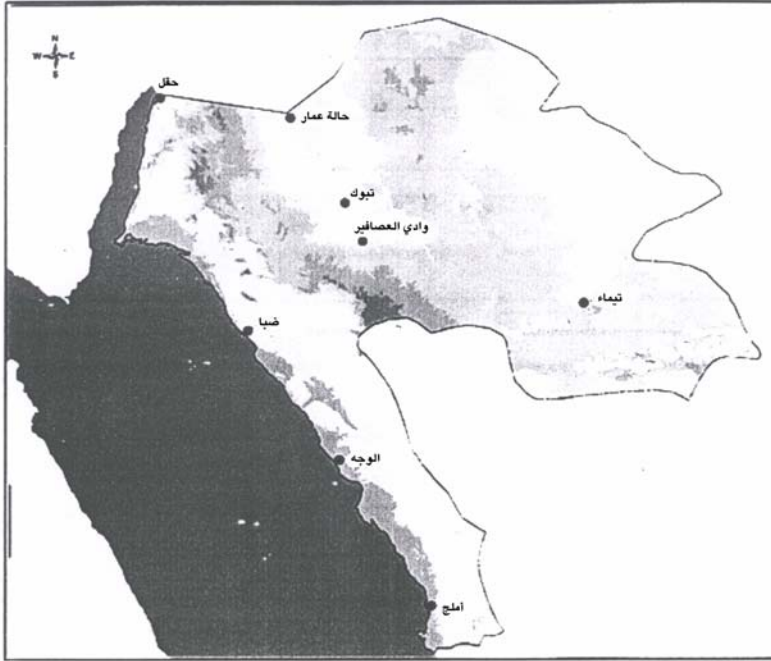 N
W E
S
حقل
حالة عمار
تبوك
وادي العصافير
تيماء
ضبا
الوجه
أملج